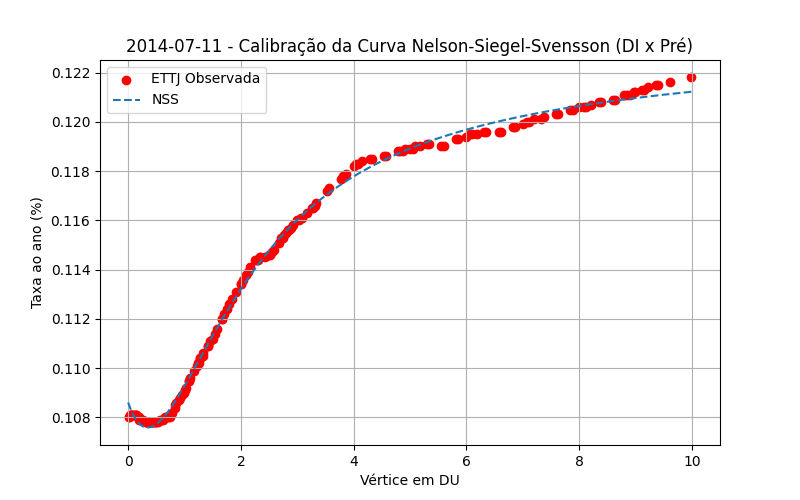 2014-07-11 - Calibração da Curva Nelson-Siegel-Svensson (DI x Pré)
ETTJ Observada
NSS
Taxa ao ano (%)
0.122
0.120
0.118
0.116
0.114
0.112
0.110
0.108
0 2 4 6 8 10
Vértice em DU